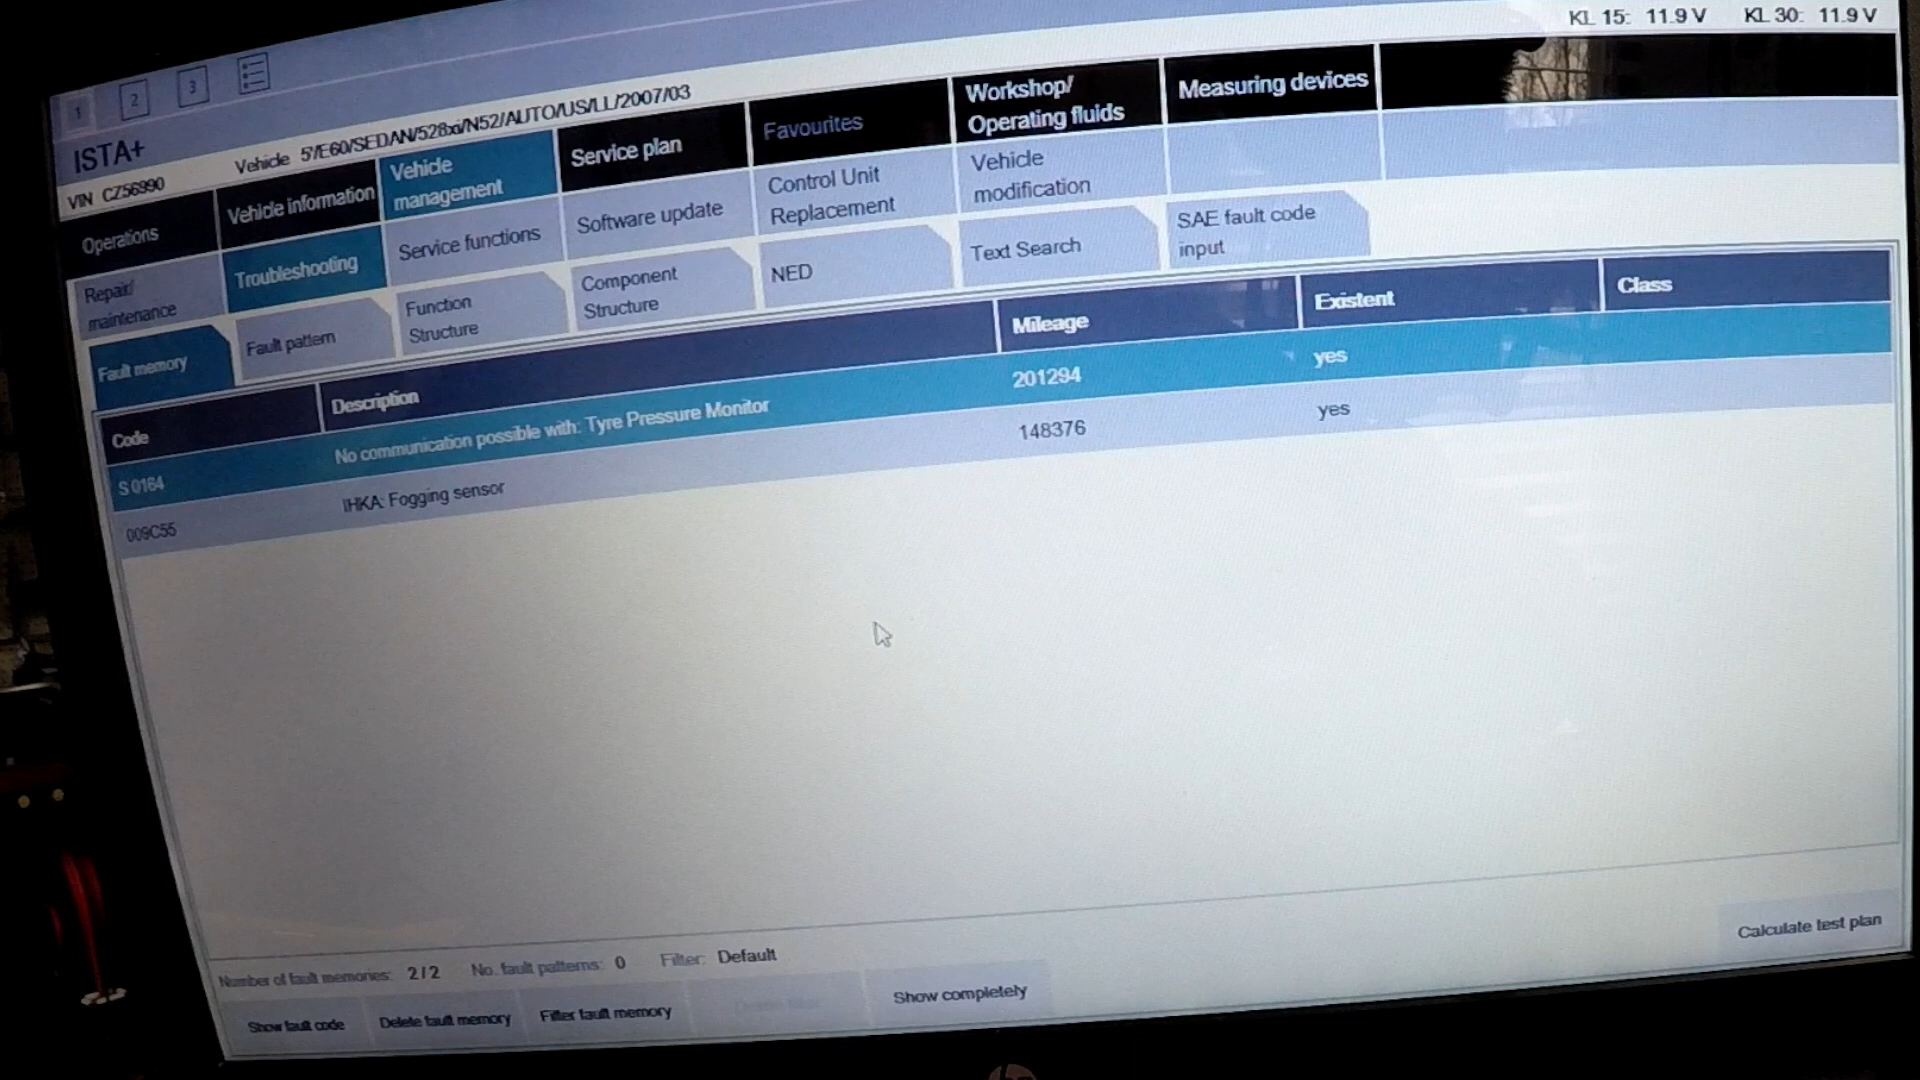 KL 15: 11.9 V KL 30: 11.9 V
1 2 3
ISTA+
VIN CZ56990 Vehicle 5'/E60/SEDAN/528xi/N52/AUTO/US/LL/2007/03
Operations Vehicle information Vehicle management Service plan Favourites Workshop/ Operating fluids Measuring devices
Repair/ maintenance Troubleshooting Service functions Software update Control Unit Replacement Vehicle modification
Fault memory Fault pattern Function Structure Component Structure NED Text Search SAE fault code input
Code Description Mileage Existent Class
S 0164 No communication possible with: Tyre Pressure Monitor 201294 yes
009C55 IHKA: Fogging sensor 148376 yes
Calculate test plan
Number of fault memories: 2 / 2 No. fault patterns: 0 Filter: Default
Show fault code Delete fault memory Filter fault memory Show completely
hp